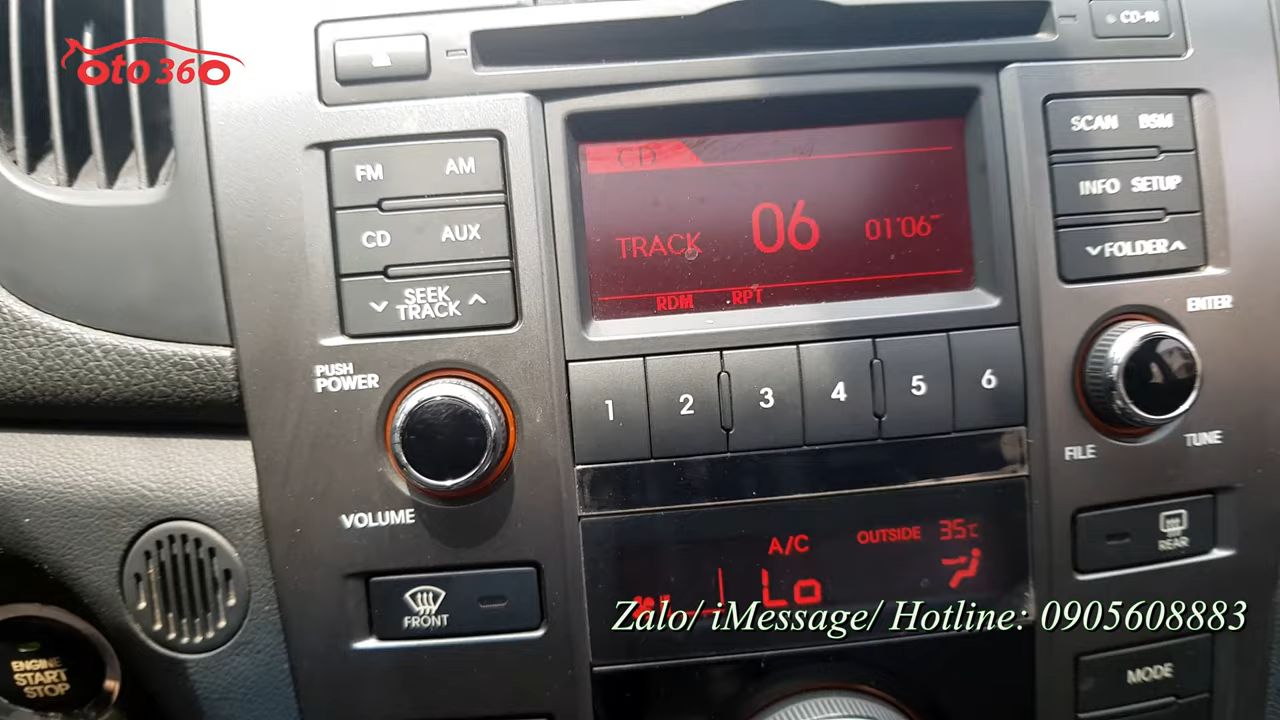 oto360
CD-IN
FM AM
CD AUX
SEEK
TRACK
CD
TRACK 06 01'06"
RDM RPT
SCAN BSM
INFO SETUP
FOLDER
ENTER
PUSH
POWER
VOLUME
1 2 3 4 5 6
FILE TUNE
A/C OUTSIDE 35℃
Lo
REAR
FRONT
Zalo/ iMessage/ Hotline: 0905608883
ENGINE
START
STOP
MODE